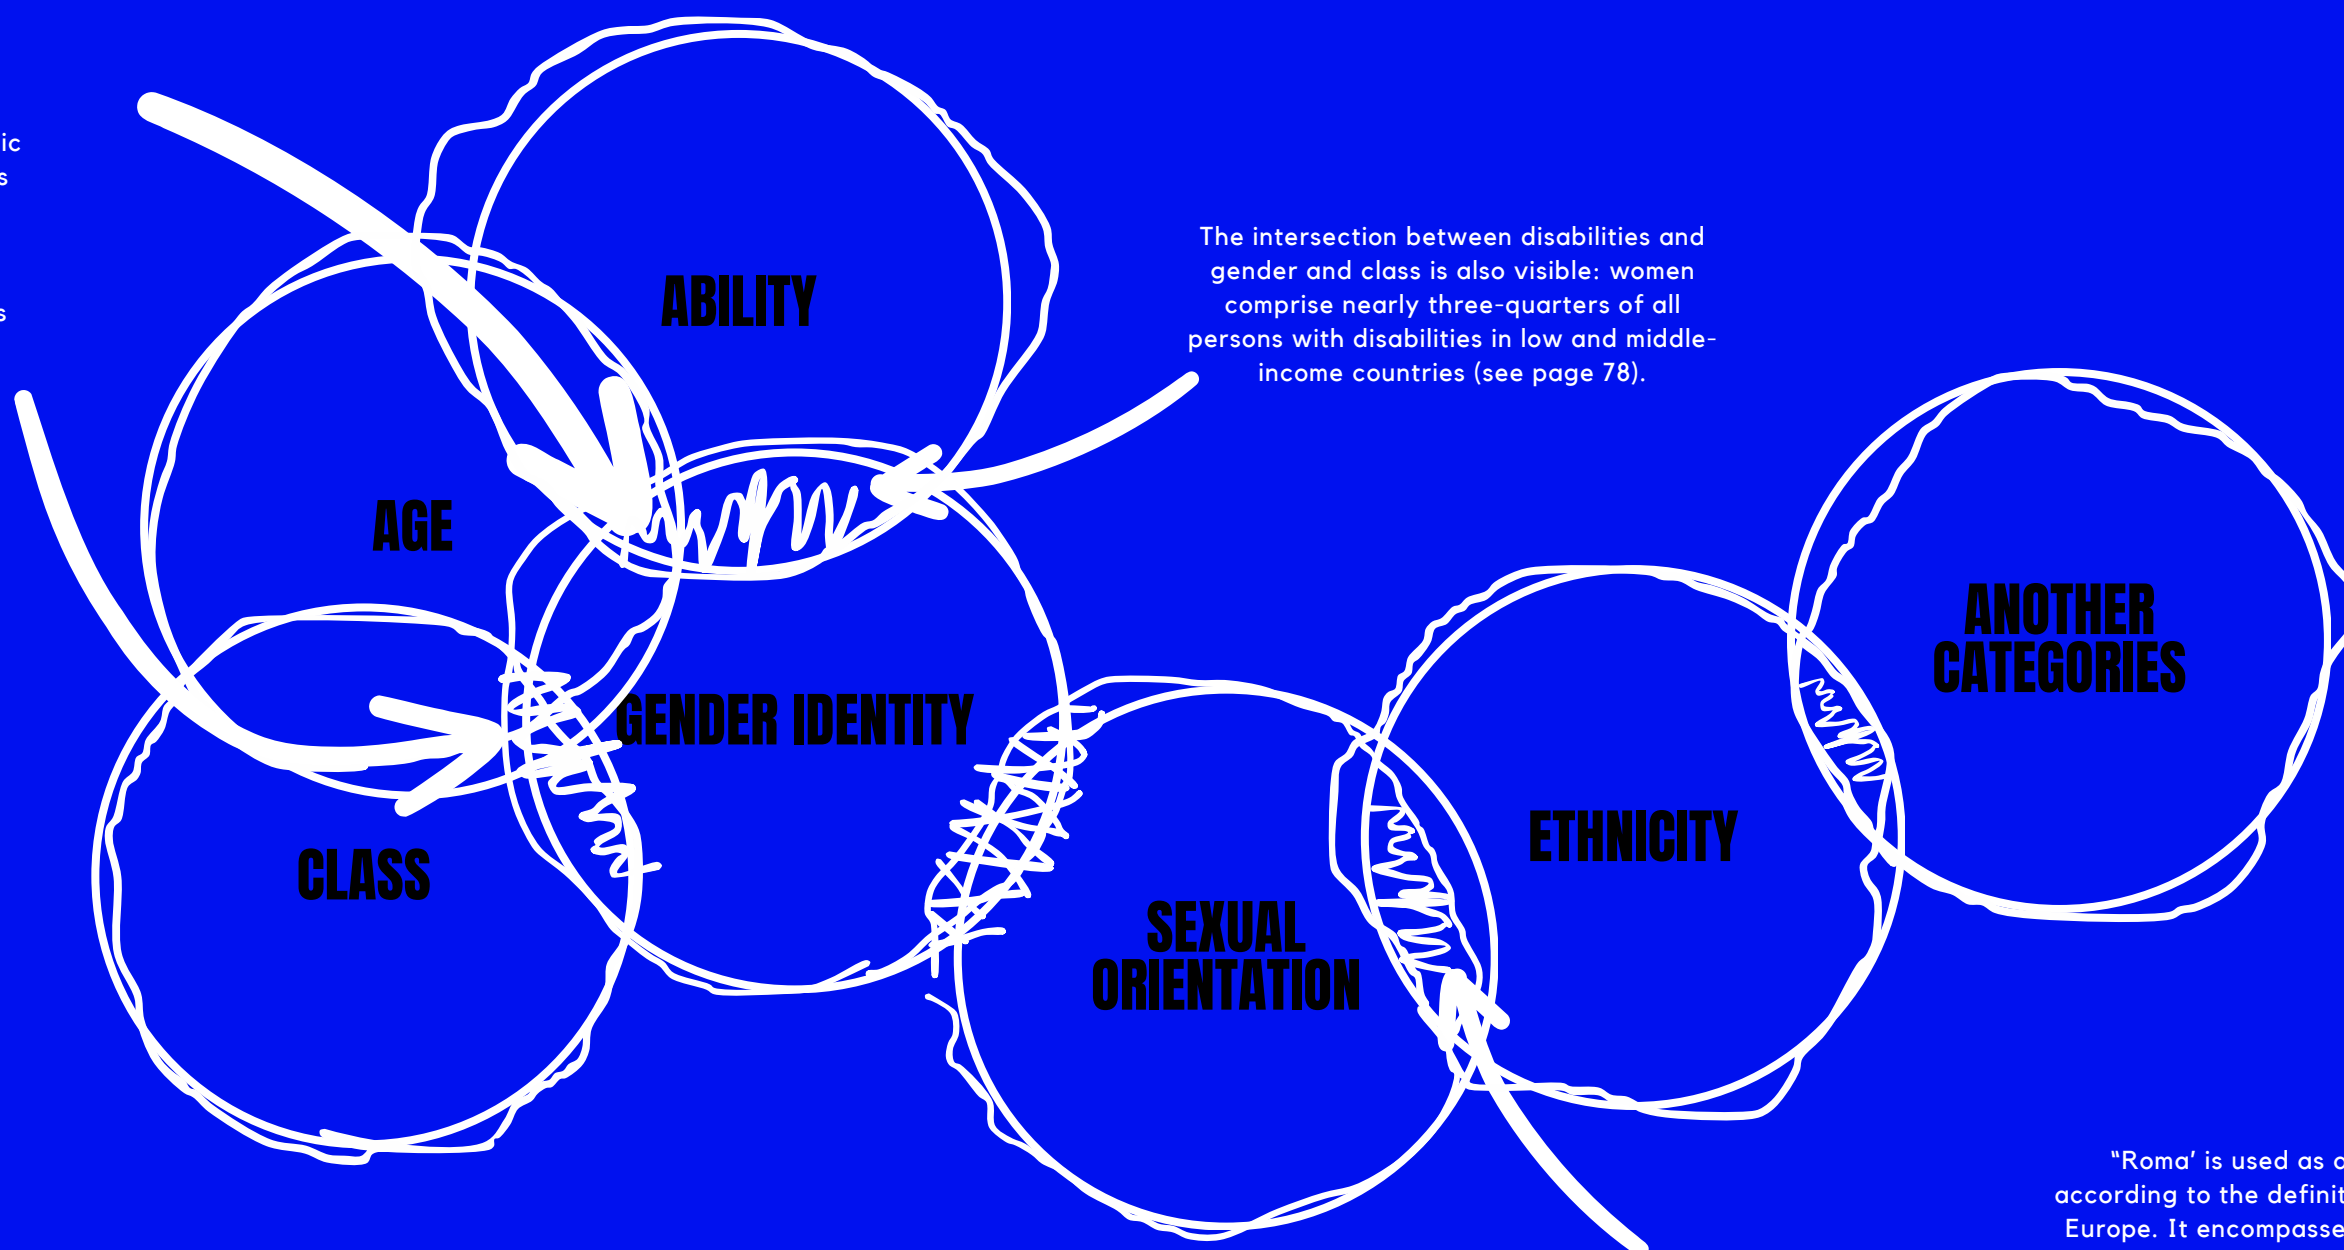 ic
s
s
ABILITY
The intersection between disabilities and
gender and class is also visible: women
comprise nearly three-quarters of all
persons with disabilities in low and middle-
income countries (see page 78).
AGE
GENDER IDENTITY
CLASS
SEXUAL
ORIENTATION
ETHNICITY
ANOTHER
CATEGORIES
“Roma’ is used as a
according to the definit
Europe. It encompasse